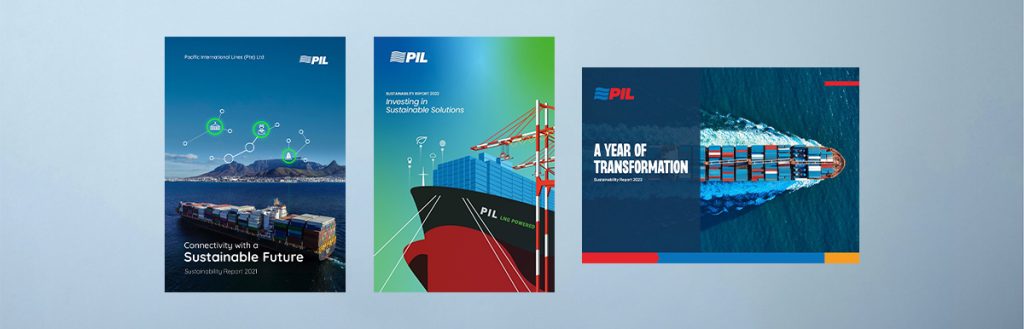 Pacific International Lines (Pte) Ltd
PIL
Connectivity with a
Sustainable Future
Sustainability Report 2021
PIL
SUSTAINABILITY REPORT 2020
Investing in
Sustainable Solutions
PIL LNG POWERED
PIL
A YEAR OF
TRANSFORMATION
Sustainability Report 2022